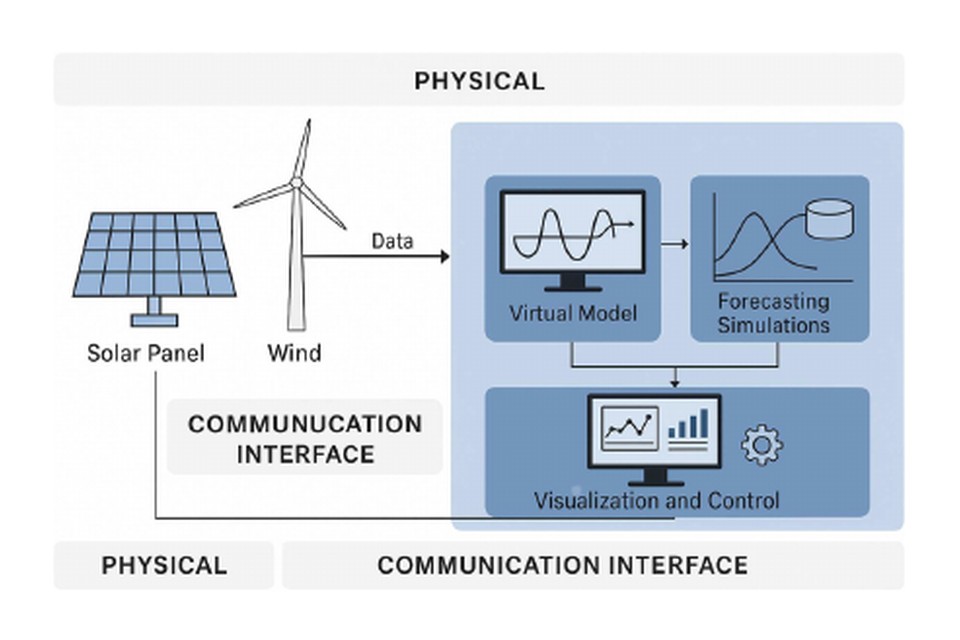 PHYSICAL
Data
Virtual Model
Forecasting
Simulations
Solar Panel
Wind
COMMUNUCATION
INTERFACE
Visualization and Control
PHYSICAL
COMMUNICATION INTERFACE